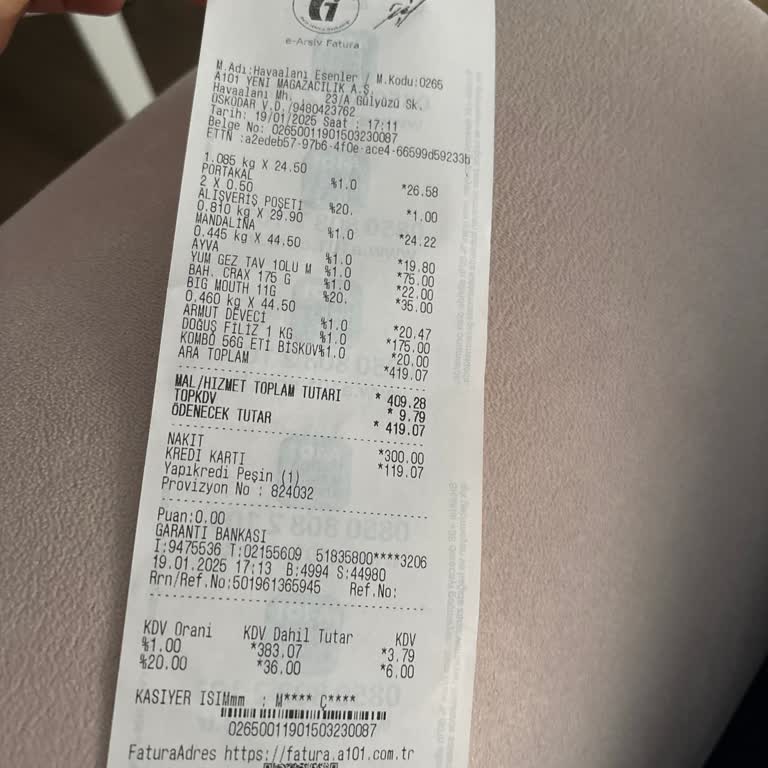 e-Arşiv Fatura
M.Adı:Havaalanı Esenler / M.Kodu:0265
A101 YENİ MAĞAZACILIK A.Ş.
Havaalanı Mh. 23/A Gülyüzü Sk.
ÜSKÜDAR V.D./9480423762
Tarih: 19/01/2025 Saat : 17:11
Belge No: 02650011901503230087
ETTN :a2edeb57-97b6-4f0e-ace4-66599d59233b
1.085 kg X 24.50
PORTAKAL %1.0 *26.58
2 X 0.50
ALIŞVERİŞ POŞETİ %20. *1.00
0.810 kg X 29.90
MANDALİNA %1.0 *24.22
0.445 kg X 44.50
AYVA %1.0 *19.80
YUM GEZ TAV 10LU M %1.0 *75.00
BAH. CRAX 175 G %1.0 *22.00
BIG MOUTH 11G %20. *35.00
0.460 kg X 44.50
ARMUT DEVECİ %1.0 *20.47
DOĞUŞ FİLİZ 1 KG %1.0 *175.00
KOMBO 56G ETİ BİSKÜV%1.0 *20.00
ARA TOPLAM *419.07
MAL/HİZMET TOPLAM TUTARI * 409.28
TOPKDV * 9.79
ÖDENECEK TUTAR * 419.07
NAKİT *300.00
KREDİ KARTI *119.07
Yapıkredi Peşin (1)
Provizyon No : 824032
Puan:0.00
GARANTİ BANKASI
I:9475536 T:02155609 51835800****3206
19.01.2025 17:13 B:4994 S:44980
Rrn/Ref.No:501961365945 Ref.No:
KDV Oranı KDV Dahil Tutar KDV
%1.00 *383.07 *3.79
%20.00 *36.00 *6.00
KASİYER İSİMmm : M**** Ç****
02650011901503230087
FaturaAdres https://fatura.a101.com.tr